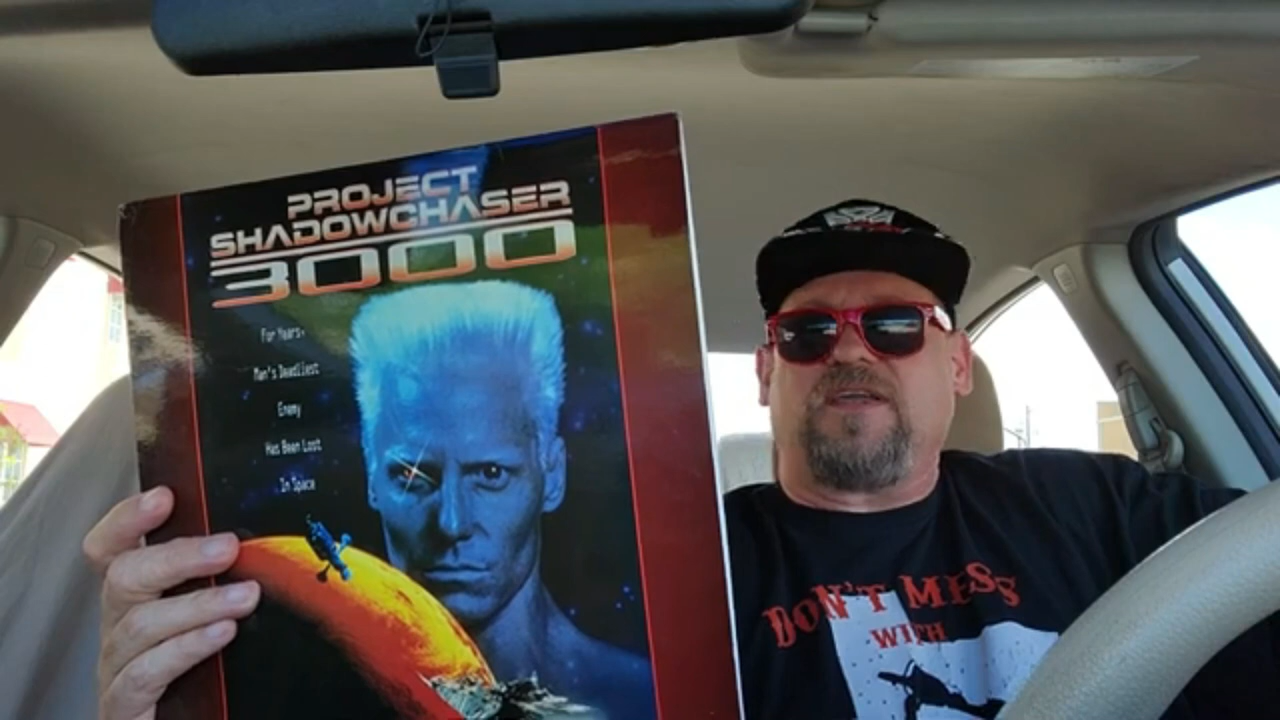 PROJECT
SHADOWCHASER
3000
For Years,
Man's Deadliest
Enemy
Has Been Lost
In Space
DON'T MESS
WITH